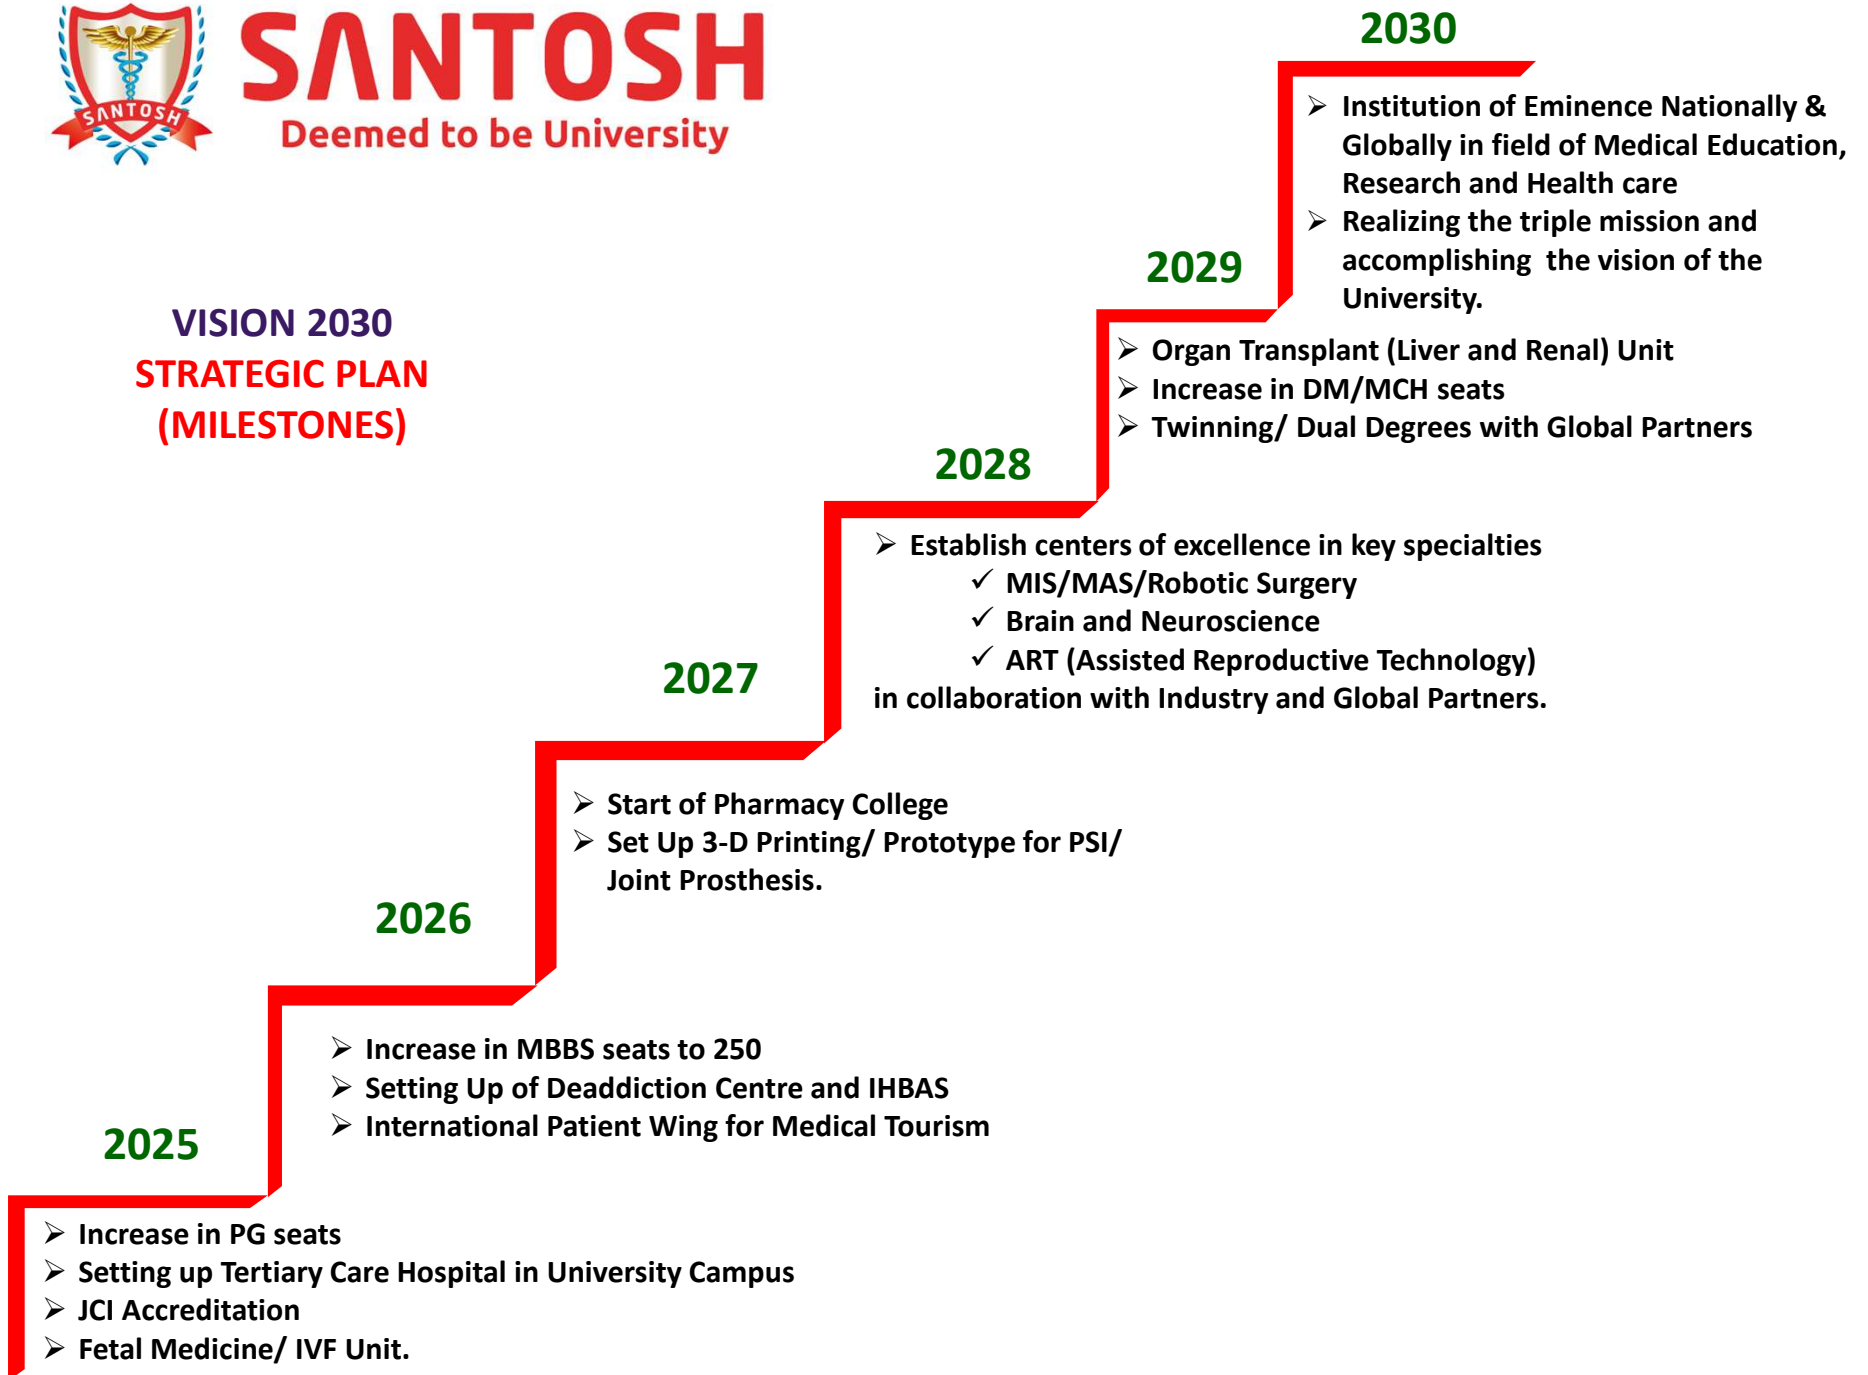 SANTOSH
SANTOSH
Deemed to be University
VISION 2030
STRATEGIC PLAN
(MILESTONES)
2030
➢ Institution of Eminence Nationally &
Globally in field of Medical Education,
Research and Health care
➢ Realizing the triple mission and
accomplishing the vision of the
University.
2029
➢ Organ Transplant (Liver and Renal) Unit
➢ Increase in DM/MCH seats
➢ Twinning/ Dual Degrees with Global Partners
2028
➢ Establish centers of excellence in key specialties
✓ MIS/MAS/Robotic Surgery
✓ Brain and Neuroscience
✓ ART (Assisted Reproductive Technology)
in collaboration with Industry and Global Partners.
2027
➢ Start of Pharmacy College
➢ Set Up 3-D Printing/ Prototype for PSI/
Joint Prosthesis.
2026
➢ Increase in MBBS seats to 250
➢ Setting Up of Deaddiction Centre and IHBAS
➢ International Patient Wing for Medical Tourism
2025
➢ Increase in PG seats
➢ Setting up Tertiary Care Hospital in University Campus
➢ JCI Accreditation
➢ Fetal Medicine/ IVF Unit.